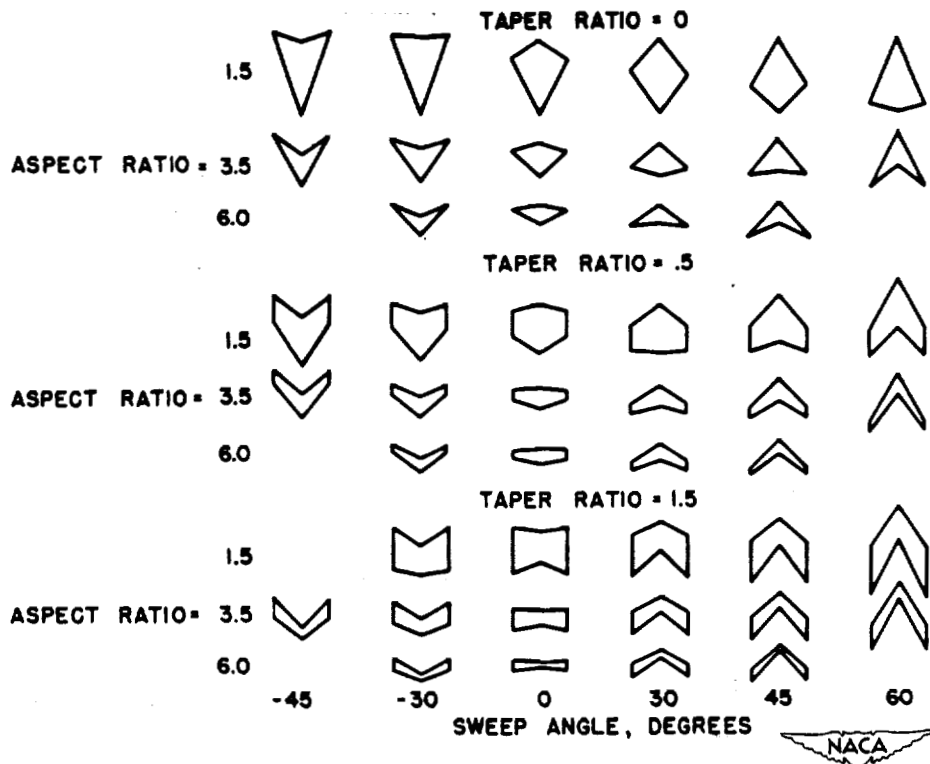 TAPER RATIO = 0
1.5
ASPECT RATIO = 3.5
6.0
TAPER RATIO = .5
1.5
ASPECT RATIO = 3.5
6.0
TAPER RATIO = 1.5
1.5
ASPECT RATIO = 3.5
6.0
-45 -30 0 30 45 60
SWEEP ANGLE, DEGREES
NACA